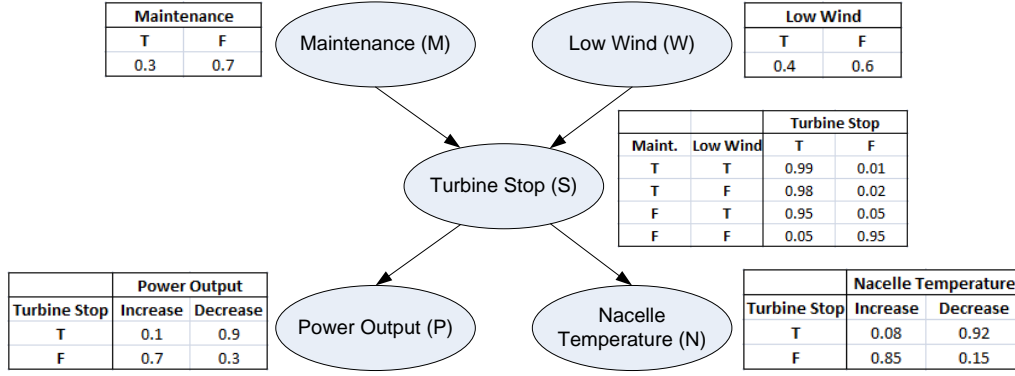 Maintenance
T F
0.3 0.7
Maintenance (M)
Low Wind (W)
Low Wind
T F
0.4 0.6
Turbine Stop (S)
Turbine Stop
Maint. Low Wind T F
T T 0.99 0.01
T F 0.98 0.02
F T 0.95 0.05
F F 0.05 0.95
Power Output
Turbine Stop Increase Decrease
T 0.1 0.9
F 0.7 0.3
Power Output (P)
Nacelle
Temperature (N)
Nacelle Temperature
Turbine Stop Increase Decrease
T 0.08 0.92
F 0.85 0.15